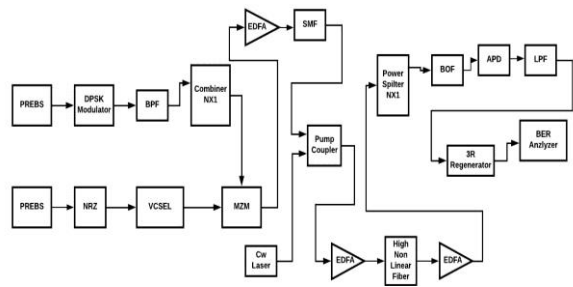 EDFA
SMF
PREBS
DPSK
Modulator
BPF
Combiner
NX1
Power
Spilter
NX1
BOF
APD
LPF
3R
Regenerator
BER
Anzlyzer
Pump
Coupler
PREBS
NRZ
VCSEL
MZM
Cw
Laser
EDFA
High
Non
Linear
Fiber
EDFA